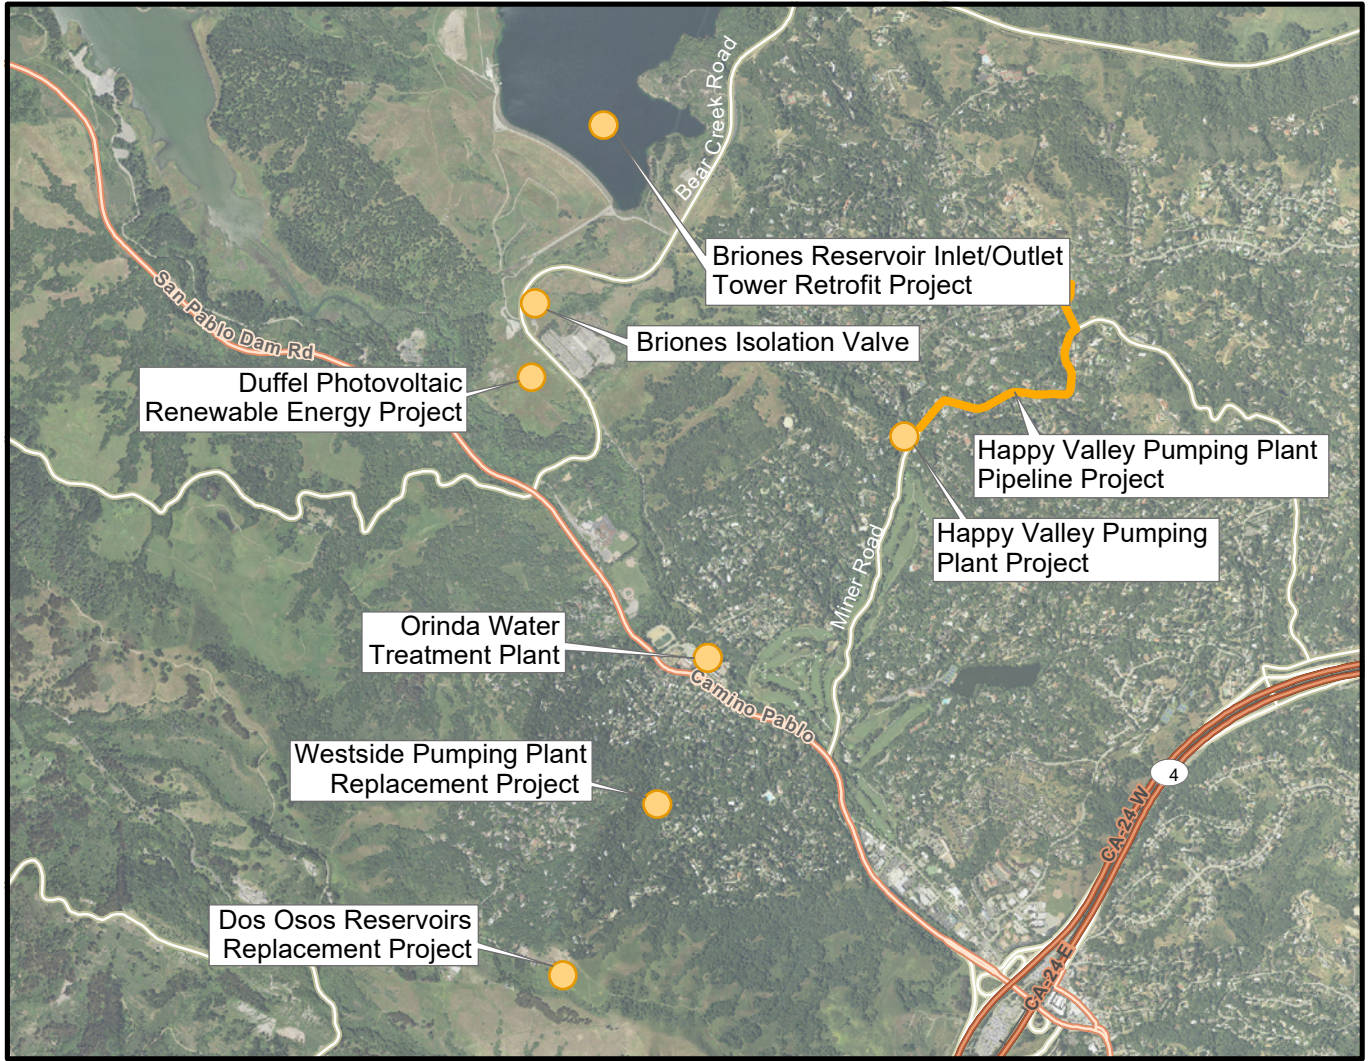 Bear Creek Road
Briones Reservoir Inlet/Outlet
Tower Retrofit Project
San Pablo Dam Rd
Briones Isolation Valve
Duffel Photovoltaic
Renewable Energy Project
Happy Valley Pumping Plant
Pipeline Project
Happy Valley Pumping
Plant Project
Miner Road
Orinda Water
Treatment Plant
Camino Pablo
Westside Pumping Plant
Replacement Project
4
CA-24-W
Dos Osos Reservoirs
Replacement Project
CA-24-E